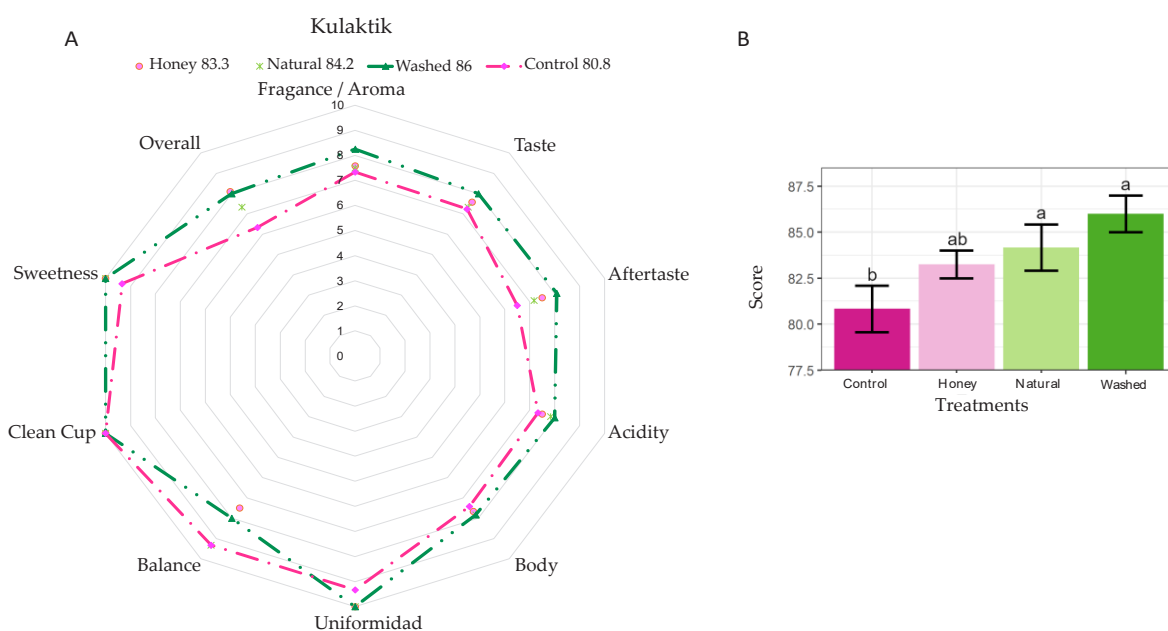 A
Kulaktik
Honey 83.3 Natural 84.2 Washed 86 Control 80.8
Fragance / Aroma
Taste
Aftaste
Acidity
Body
Uniformidad
Balance
Clean Cup
Sweetness
Overall
10
9
8
7
6
5
4
3
2
1
0
B
Score
87.5
85.0
82.5
80.0
77.5
b
ab
a
a
Control Honey Natural Washed
Treatments